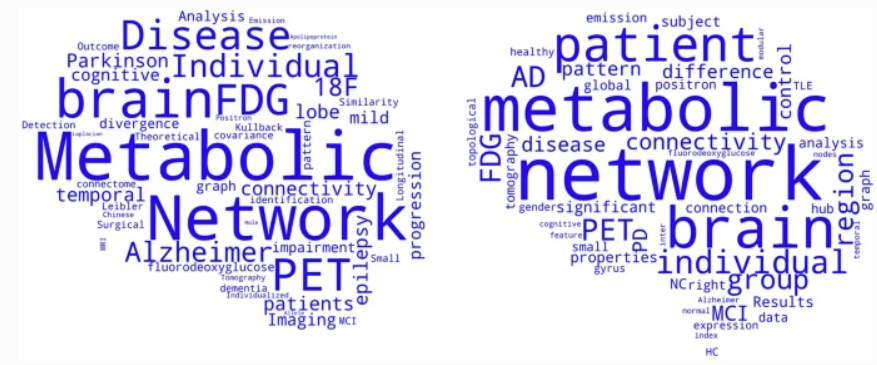 Analysis
Emission
Disease
Apolipoprotein
reorganization
Outcome
Parkinson
Individual
cognitive
18F
brain
FDG
lobe
Similarity
mild
Detection
divergence
Positron
Kullback
Laplacian
Theoretical
covariance
pattern
Metabolic
Longitudinal
progression
connectome
graph
connectivity
temporal
identification
Leibler
Chinese
Network
Surgical
Mole
MRI
Alzheimer
impairment
epilepsy
Small
fluorodeoxyglucose
PET
Tomography
dementia
Individualized
patients
Imaging
MCI
emission
subject
patient
modular
healthy
AD
pattern
difference
control
global
positron
TLE
metabolic
topological
FDG
tomography
disease
connectivity
analysis
fluorodeoxyglucose
nodes
network
region
graph
gender
significant
connection
hub
cognitive
feature
PET
PD
inter
brain
temporal
small
properties
individual
gyrus
NC
right
group
Alzheimer
Results
normal
MCI
data
expression
index
HC